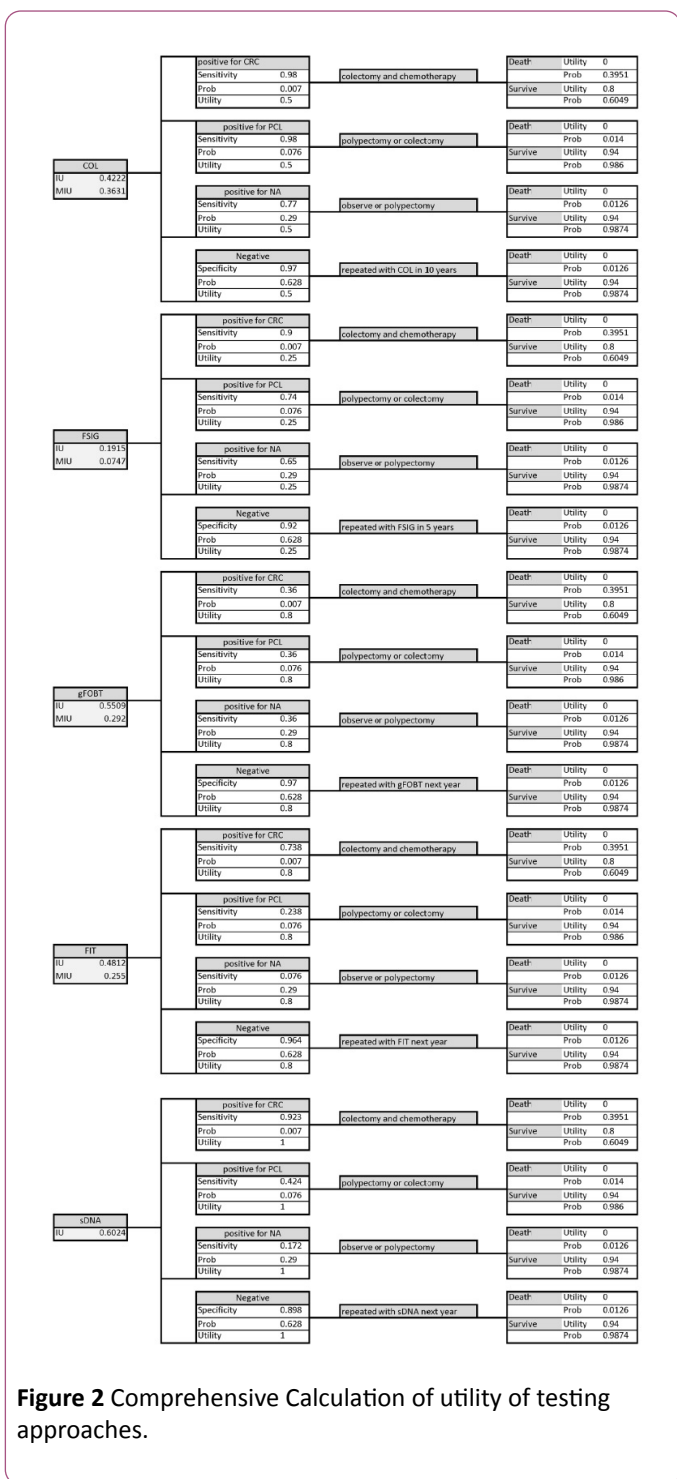 COL
IU 0.4222
MIU 0.3631
positive for CRC
Sensitivity 0.98
Prob 0.007
Utility 0.5
colectomy and chemotherapy
Death Utility 0
Prob 0.3951
Survive Utility 0.8
Prob 0.6049
positive for PCL
Sensitivity 0.98
Prob 0.076
Utility 0.5
polypectomy or colectomy
Death Utility 0
Prob 0.014
Survive Utility 0.94
Prob 0.986
positive for NA
Sensitivity 0.77
Prob 0.29
Utility 0.5
observe or polypectomy
Death Utility 0
Prob 0.0126
Survive Utility 0.94
Prob 0.9874
Negative
Specificity 0.97
Prob 0.628
Utility 0.5
repeated with COL in 10 years
Death Utility 0
Prob 0.0126
Survive Utility 0.94
Prob 0.9874
FSIG
IU 0.1915
MIU 0.0747
positive for CRC
Sensitivity 0.9
Prob 0.007
Utility 0.25
colectomy and chemotherapy
Death Utility 0
Prob 0.3951
Survive Utility 0.8
Prob 0.6049
positive for PCL
Sensitivity 0.74
Prob 0.076
Utility 0.25
polypectomy or colectomy
Death Utility 0
Prob 0.014
Survive Utility 0.94
Prob 0.986
positive for NA
Sensitivity 0.65
Prob 0.29
Utility 0.25
observe or polypectomy
Death Utility 0
Prob 0.0126
Survive Utility 0.94
Prob 0.9874
Negative
Specificity 0.92
Prob 0.628
Utility 0.25
repeated with FSIG in 5 years
Death Utility 0
Prob 0.0126
Survive Utility 0.94
Prob 0.9874
gFOBT
IU 0.5509
MIU 0.292
positive for CRC
Sensitivity 0.36
Prob 0.007
Utility 0.8
colectomy and chemotherapy
Death Utility 0
Prob 0.3951
Survive Utility 0.8
Prob 0.6049
positive for PCL
Sensitivity 0.36
Prob 0.076
Utility 0.8
polypectomy or colectomy
Death Utility 0
Prob 0.014
Survive Utility 0.94
Prob 0.986
positive for NA
Sensitivity 0.36
Prob 0.29
Utility 0.8
observe or polypectomy
Death Utility 0
Prob 0.0126
Survive Utility 0.94
Prob 0.9874
Negative
Specificity 0.97
Prob 0.628
Utility 0.8
repeated with gFOBT next year
Death Utility 0
Prob 0.0126
Survive Utility 0.94
Prob 0.9874
FIT
IU 0.4812
MIU 0.255
positive for CRC
Sensitivity 0.738
Prob 0.007
Utility 0.8
colectomy and chemotherapy
Death Utility 0
Prob 0.3951
Survive Utility 0.8
Prob 0.6049
positive for PCL
Sensitivity 0.238
Prob 0.076
Utility 0.8
polypectomy or colectomy
Death Utility 0
Prob 0.014
Survive Utility 0.94
Prob 0.986
positive for NA
Sensitivity 0.076
Prob 0.29
Utility 0.8
observe or polypectomy
Death Utility 0
Prob 0.0126
Survive Utility 0.94
Prob 0.9874
Negative
Specificity 0.964
Prob 0.628
Utility 0.8
repeated with FIT next year
Death Utility 0
Prob 0.0126
Survive Utility 0.94
Prob 0.9874
sDNA
IU 0.6024
positive for CRC
Sensitivity 0.923
Prob 0.007
Utility 1
colectomy and chemotherapy
Death Utility 0
Prob 0.3951
Survive Utility 0.8
Prob 0.6049
positive for PCL
Sensitivity 0.424
Prob 0.076
Utility 1
polypectomy or colectomy
Death Utility 0
Prob 0.014
Survive Utility 0.94
Prob 0.986
positive for NA
Sensitivity 0.172
Prob 0.29
Utility 1
observe or polypectomy
Death Utility 0
Prob 0.0126
Survive Utility 0.94
Prob 0.9874
Negative
Specificity 0.898
Prob 0.628
Utility 1
repeated with sDNA next year
Death Utility 0
Prob 0.0126
Survive Utility 0.94
Prob 0.9874
Figure 2 Comprehensive Calculation of utility of testing
approaches.